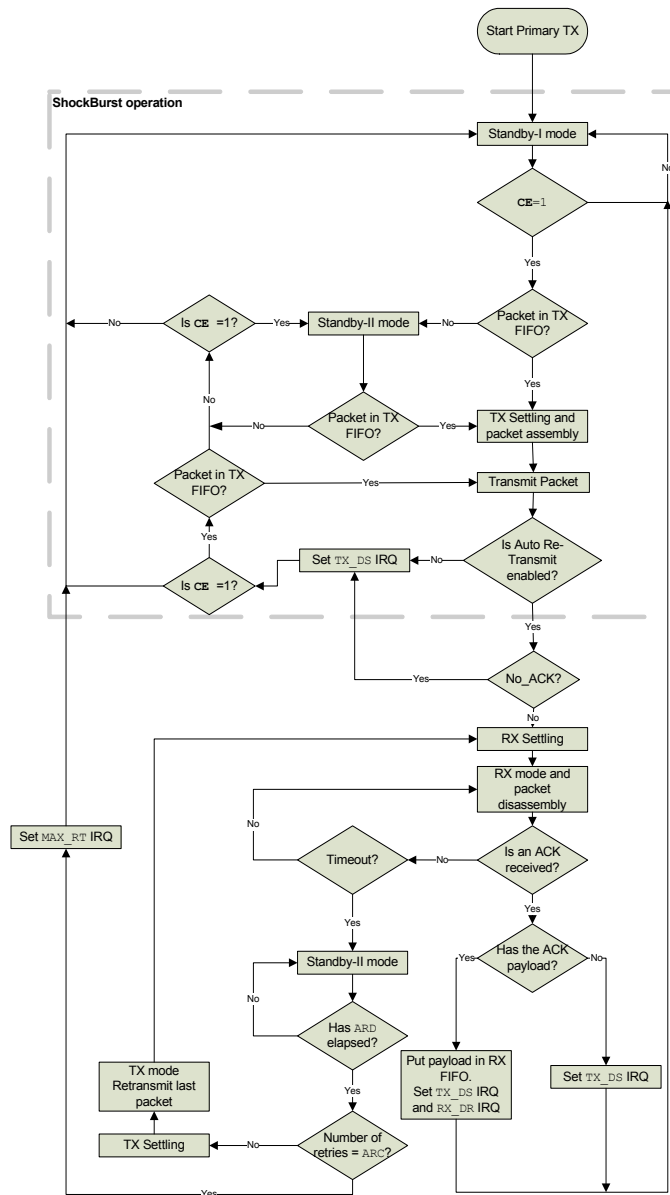 Start Primary TX
ShockBurst operation
Standby-I mode
No
CE=1
Yes
No
Is CE =1?
Yes
Standby-II mode
No
Packet in TX
FIFO?
Yes
No
No
Packet in TX
FIFO?
Yes
TX Settling and
packet assembly
Packet in TX
FIFO?
Yes
Transmit Packet
Yes
Is CE =1?
Set TX_DS IRQ
No
Is Auto Re-
Transmit
enabled?
Yes
Yes
No_ACK?
No
RX Settling
RX mode and
packet
disassembly
No
Set MAX_RT IRQ
Timeout?
No
Is an ACK
received?
Yes
Yes
Standby-II mode
Yes
Has the ACK
payload?
No
No
Has ARD
elapsed?
TX mode
Retransmit last
packet
Put payload in RX
FIFO.
Set TX_DS IRQ
and RX_DR IRQ
Set TX_DS IRQ
Yes
TX Settling
No
Number of
retries = ARC?
Yes